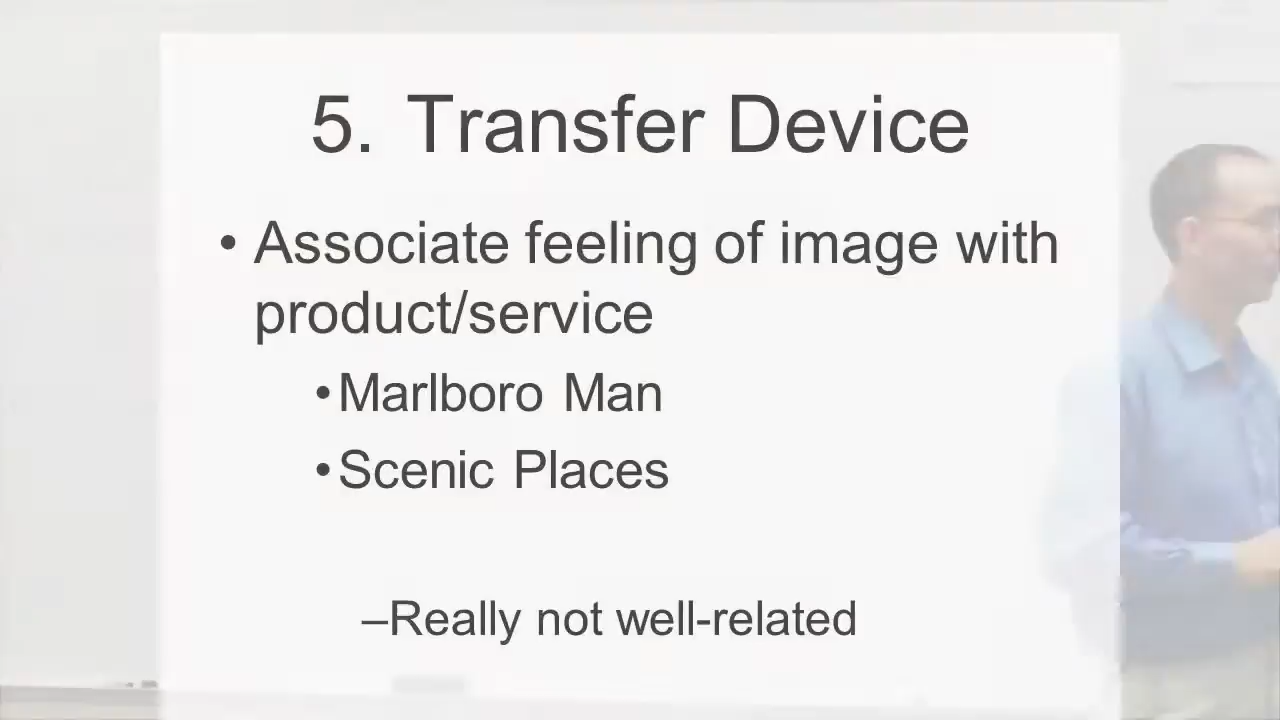 5. Transfer Device
• Associate feeling of image with
product/service
•Marlboro Man
•Scenic Places
–Really not well-related